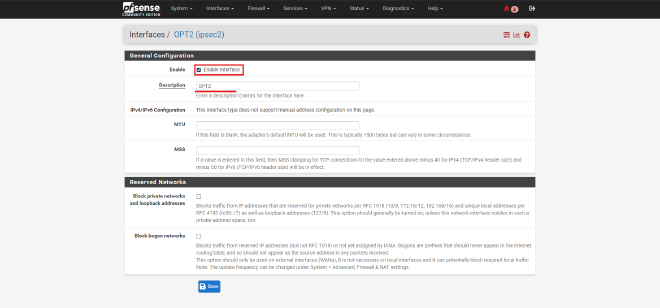 pfsense
COMMUNITY EDITION
System Interfaces Firewall Services VPN Status Diagnostics Help 2
Interfaces / OPT2 (ipsec2)
General Configuration
Enable Enable interface
Description OPT2
Enter a description (name) for the interface here.
IPv4/IPv6 Configuration This interface type does not support manual address configuration on this page.
MTU
If this field is blank, the adapter's default MTU will be used. This is typically 1500 bytes but can vary in some circumstances.
MSS
If a value is entered in this field, then MSS clamping for TCP connections to the value entered above minus 40 for IPv4 (TCP/IPv4 header size) and
minus 60 for IPv6 (TCP/IPv6 header size) will be in effect.
Reserved Networks
Block private networks
and loopback addresses
Blocks traffic from IP addresses that are reserved for private networks per RFC 1918 (10/8, 172.16/12, 192.168/16) and unique local addresses per
RFC 4193 (fc00::/7) as well as loopback addresses (127/8). This option should generally be turned on, unless this network interface resides in such a
private address space, too.
Block bogon networks
Blocks traffic from reserved IP addresses (but not RFC 1918) or not yet assigned by IANA. Bogons are prefixes that should never appear in the Internet
routing table, and so should not appear as the source address in any packets received.
This option should only be used on external interfaces (WANs), it is not necessary on local interfaces and it can potentially block required local traffic.
Note: The update frequency can be changed under System > Advanced, Firewall & NAT settings.
Save